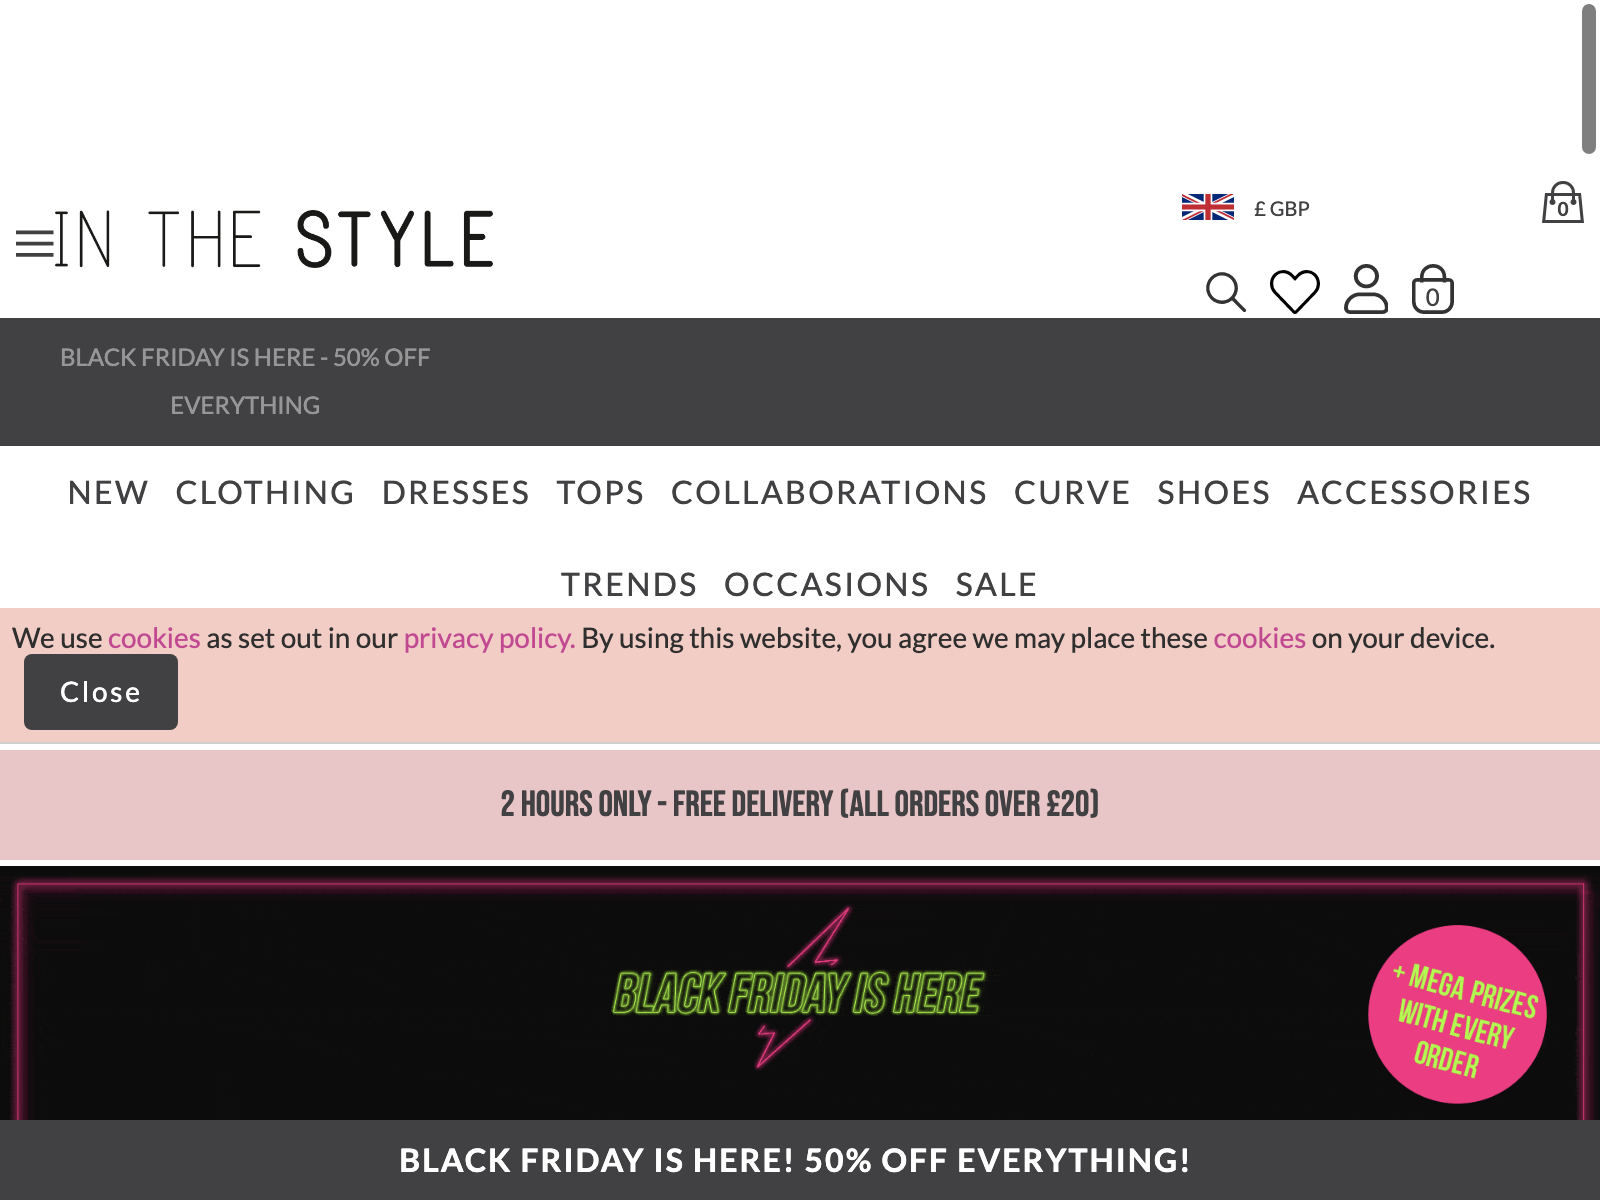 £ GBP
0
IN THE STYLE
0
BLACK FRIDAY IS HERE - 50% OFF
EVERYTHING
NEW CLOTHING DRESSES TOPS COLLABORATIONS CURVE SHOES ACCESSORIES
TRENDS OCCASIONS SALE
We use cookies as set out in our privacy policy. By using this website, you agree we may place these cookies on your device.
Close
2 HOURS ONLY - FREE DELIVERY (ALL ORDERS OVER £20)
BLACK FRIDAY IS HERE
+ MEGA PRIZES
WITH EVERY
ORDER
BLACK FRIDAY IS HERE! 50% OFF EVERYTHING!